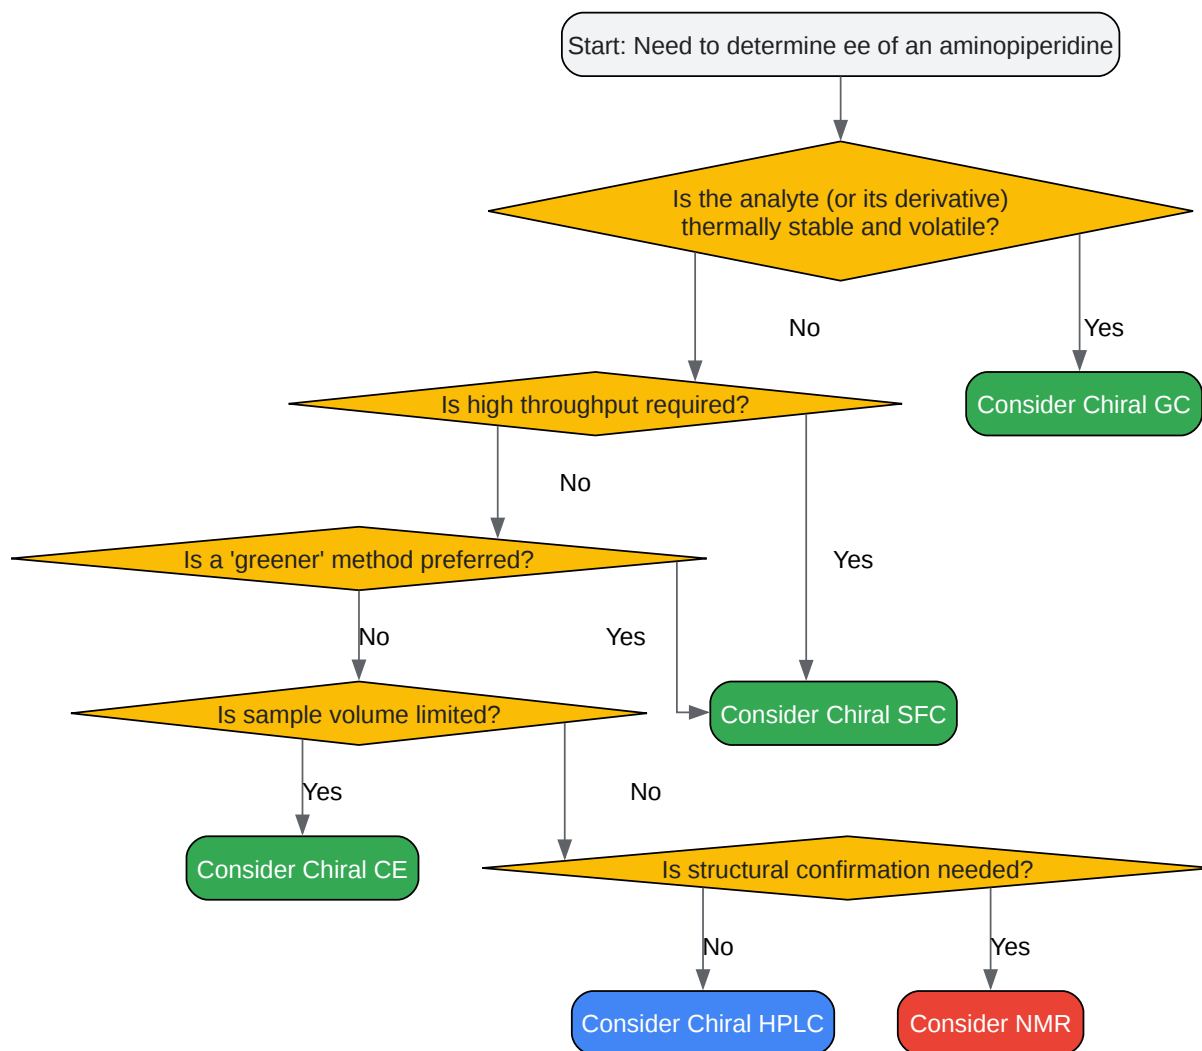 Start: Need to determine ee of an aminopiperidine
Is the analyte (or its derivative)
thermally stable and volatile?
No
Yes
Is high throughput required?
Consider Chiral GC
No
Is a 'greener' method preferred?
Yes
No
Yes
Is sample volume limited?
Consider Chiral SFC
Yes
No
Consider Chiral CE
Is structural confirmation needed?
No
Yes
Consider Chiral HPLC
Consider NMR